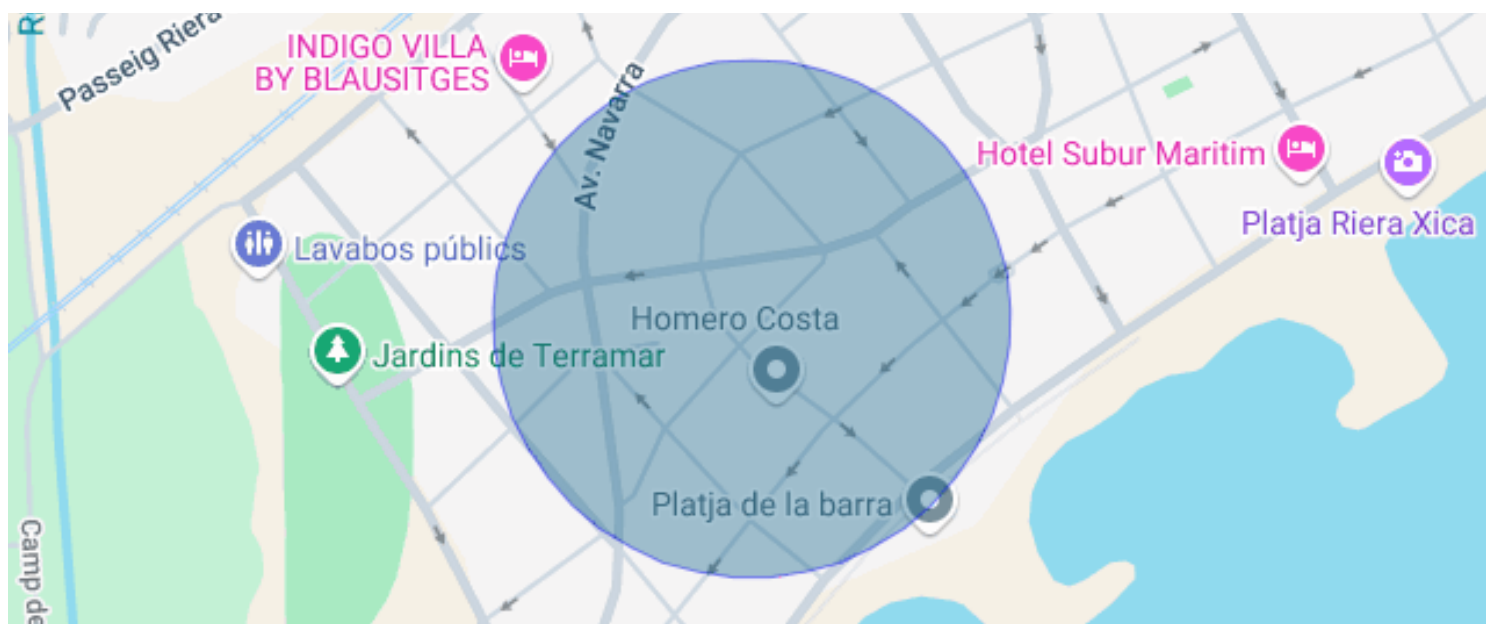 R
Passeig Riera
INDIGO VILLA
BY BLAUSITGES
Av. Navarra
Hotel Subur Maritim
Platja Riera Xica
Lavabos públics
Homero Costa
Jardins de Terramar
Platja de la barra
Camp de